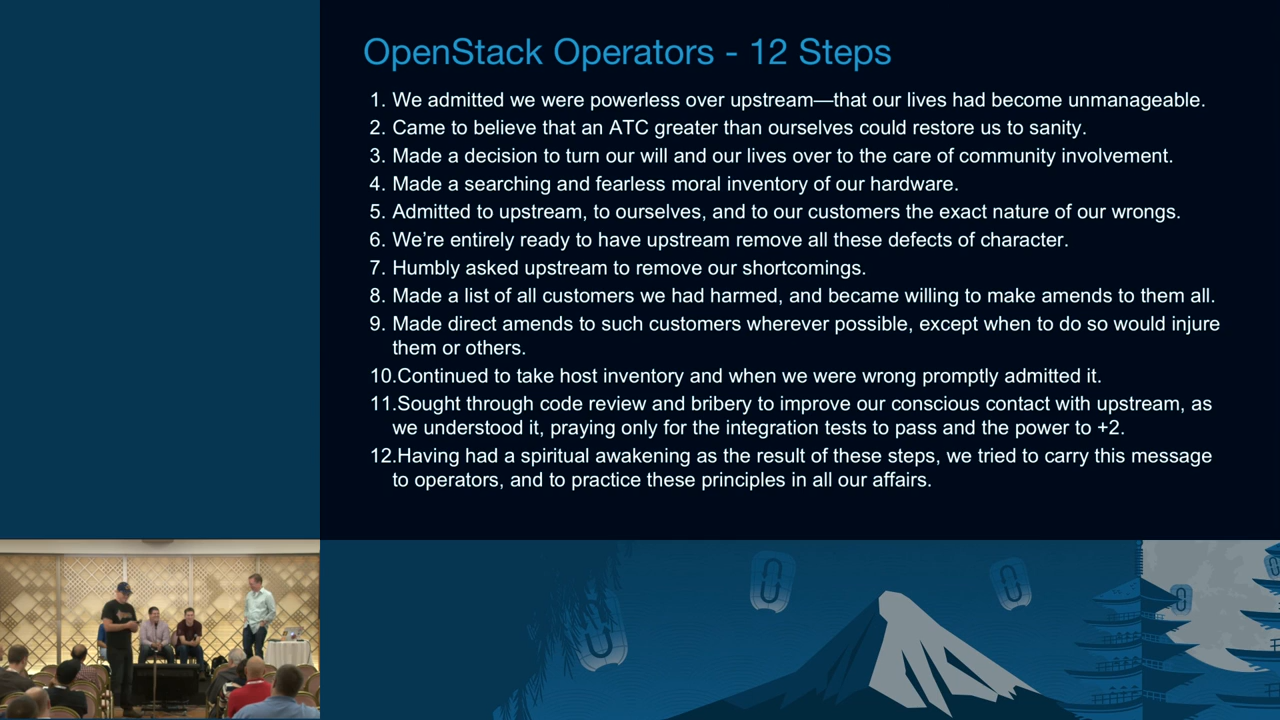 OpenStack Operators - 12 Steps
1. We admitted we were powerless over upstream—that our lives had become unmanageable.
2. Came to believe that an ATC greater than ourselves could restore us to sanity.
3. Made a decision to turn our will and our lives over to the care of community involvement.
4. Made a searching and fearless moral inventory of our hardware.
5. Admitted to upstream, to ourselves, and to our customers the exact nature of our wrongs.
6. We’re entirely ready to have upstream remove all these defects of character.
7. Humbly asked upstream to remove our shortcomings.
8. Made a list of all customers we had harmed, and became willing to make amends to them all.
9. Made direct amends to such customers wherever possible, except when to do so would injure
them or others.
10.Continued to take host inventory and when we were wrong promptly admitted it.
11.Sought through code review and bribery to improve our conscious contact with upstream, as
we understood it, praying only for the integration tests to pass and the power to +2.
12.Having had a spiritual awakening as the result of these steps, we tried to carry this message
to operators, and to practice these principles in all our affairs.